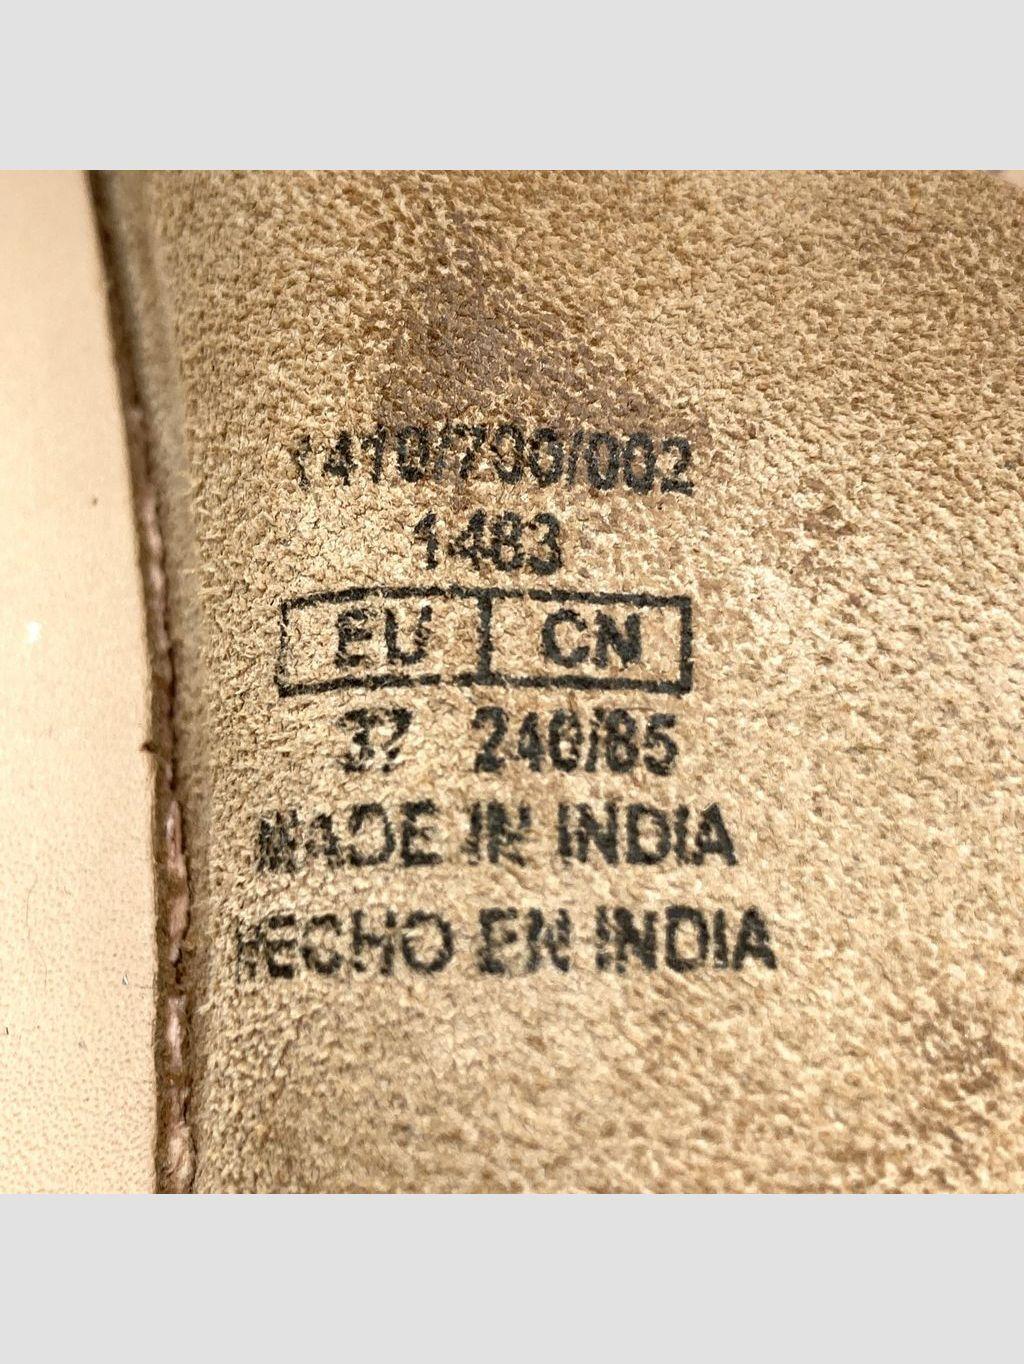 1410/700/002
1483
EU CN
37 240/85
MADE IN INDIA
HECHO EN INDIA